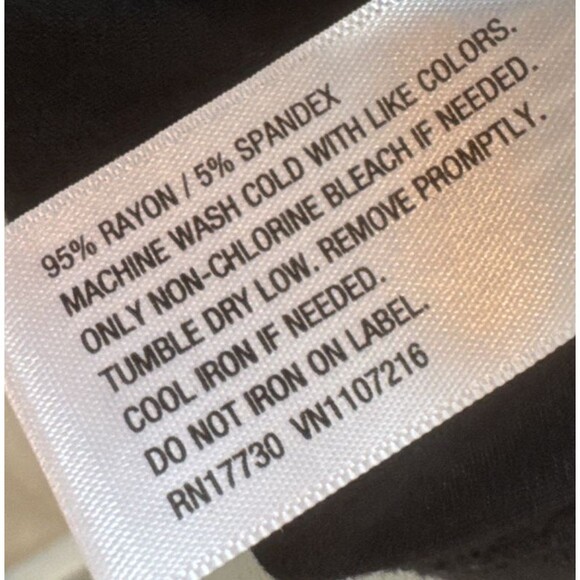 95% RAYON / 5% SPANDEX
MACHINE WASH COLD WITH LIKE COLORS.
ONLY NON-CHLORINE BLEACH IF NEEDED.
TUMBLE DRY LOW. REMOVE PROMPTLY.
COOL IRON IF NEEDED.
DO NOT IRON ON LABEL.
RN17730 VN1107216